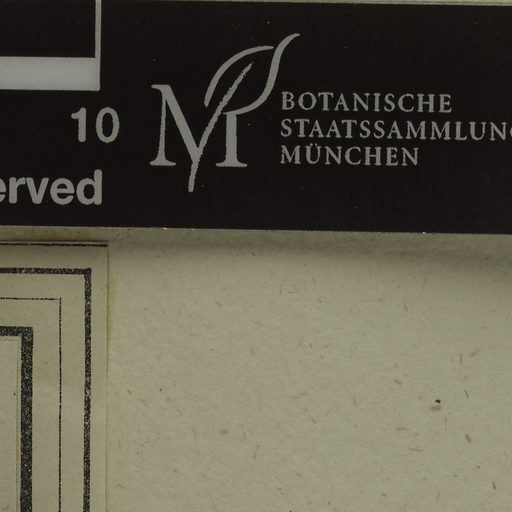 10
BOTANISCHE
STAATSSAMMLUNG
MÜNCHEN
erved